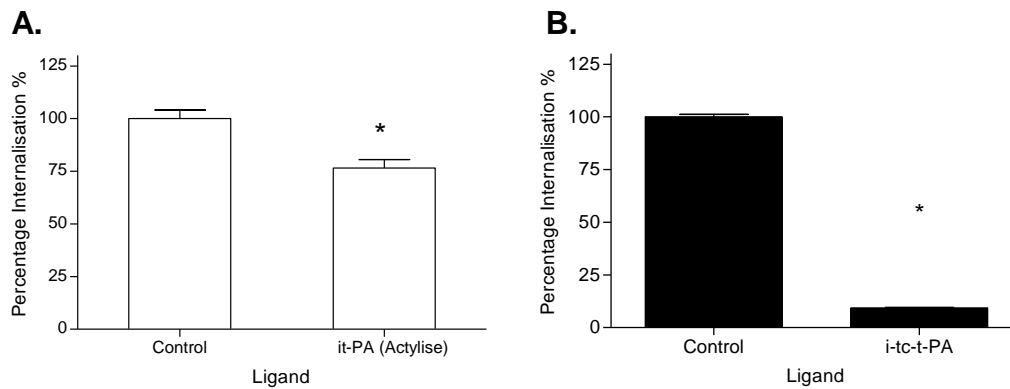 A.
Percentage Internalisation %
125
100
75
50
25
0
*
Control
it-PA (Actylise)
Ligand
B.
Percentage Internalisation %
125
100
75
50
25
0
*
Control
i-tc-t-PA
Ligand